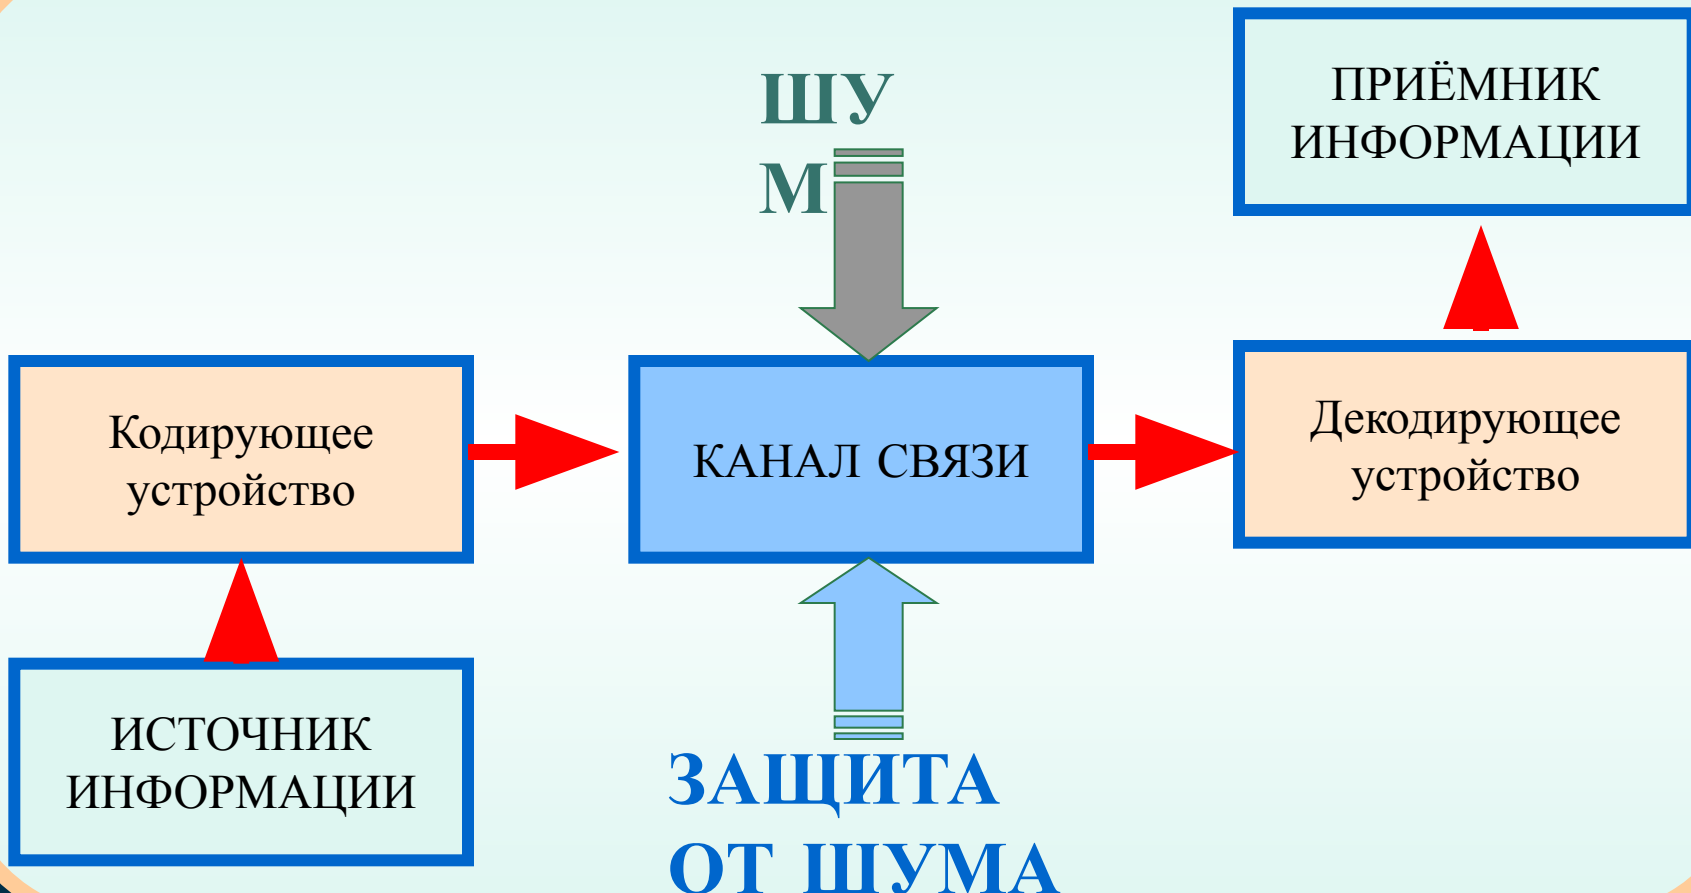 ШУ
М
ПРИЁМНИК
ИНФОРМАЦИИ
Кодирующее
устройство
КАНАЛ СВЯЗИ
Декодирующее
устройство
ИСТОЧНИК
ИНФОРМАЦИИ
ЗАЩИТА
ОТ ШУМА